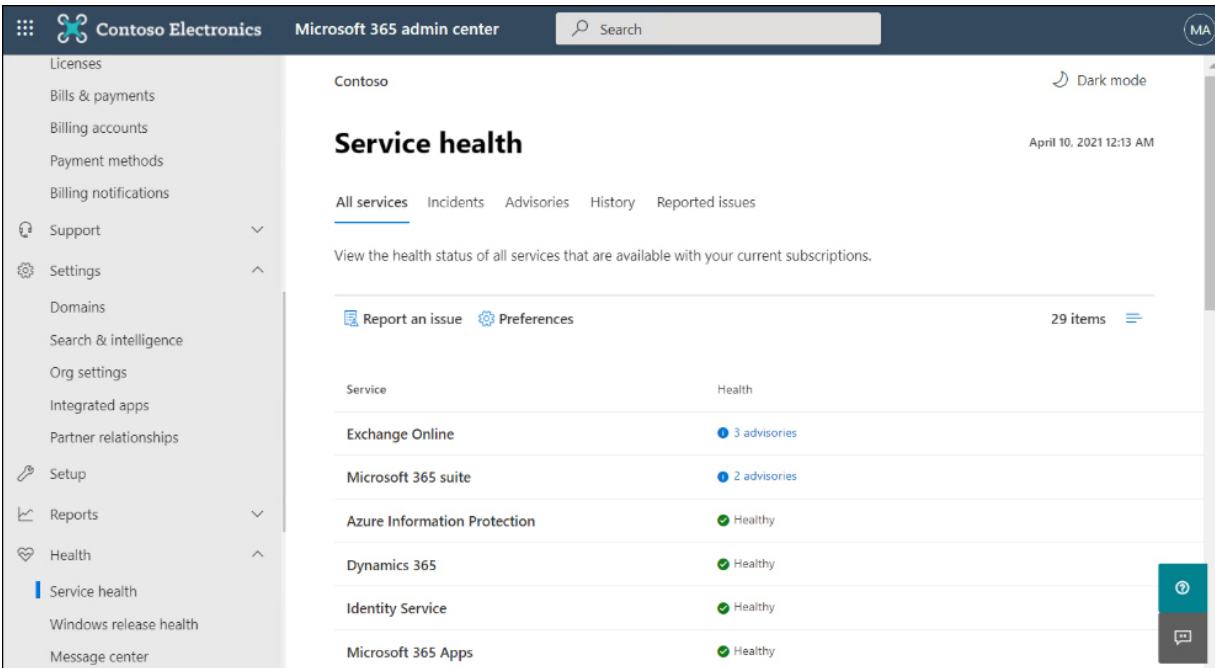 Contoso Electronics
Microsoft 365 admin center
Search
MA
Licenses
Bills & payments
Billing accounts
Payment methods
Billing notifications
Support
Settings
Domains
Search & intelligence
Org settings
Integrated apps
Partner relationships
Setup
Reports
Health
Service health
Windows release health
Message center
Contoso
Dark mode
Service health
April 10, 2021 12:13 AM
All services Incidents Advisories History Reported issues
View the health status of all services that are available with your current subscriptions.
Report an issue Preferences
29 items
Service Health
Exchange Online 3 advisories
Microsoft 365 suite 2 advisories
Azure Information Protection Healthy
Dynamics 365 Healthy
Identity Service Healthy
Microsoft 365 Apps Healthy